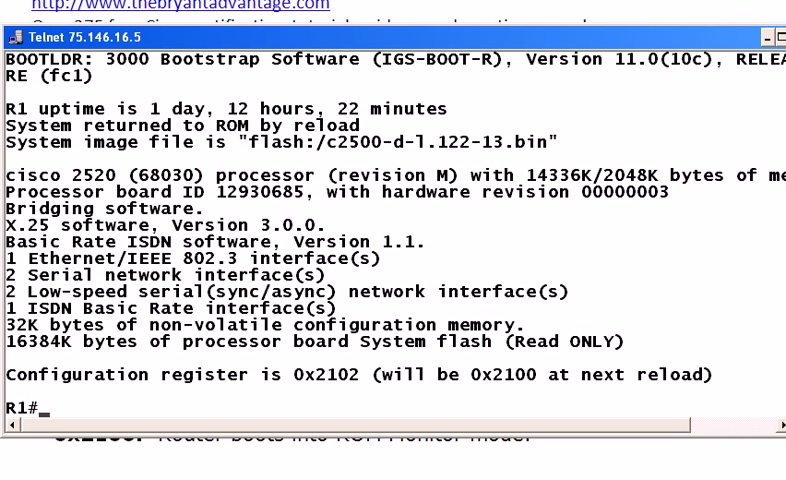 http://www.thebryantadvantage.com
Telnet 75.146.16.5
BOOTLDR: 3000 Bootstrap Software (IGS-BOOT-R), Version 11.0(10c), RELEA
RE (fc1)
R1 uptime is 1 day, 12 hours, 22 minutes
System returned to ROM by reload
System image file is "flash:/c2500-d-l.122-13.bin"
cisco 2520 (68030) processor (revision M) with 14336K/2048K bytes of me
Processor board ID 12930685, with hardware revision 00000003
Bridging software.
X.25 software, Version 3.0.0.
Basic Rate ISDN software, Version 1.1.
1 Ethernet/IEEE 802.3 interface(s)
2 Serial network interface(s)
2 Low-speed serial(sync/async) network interface(s)
1 ISDN Basic Rate interface(s)
32K bytes of non-volatile configuration memory.
16384K bytes of processor board System flash (Read ONLY)
Configuration register is 0x2102 (will be 0x2100 at next reload)
R1#_
Router boots into ROM Monitor mode.